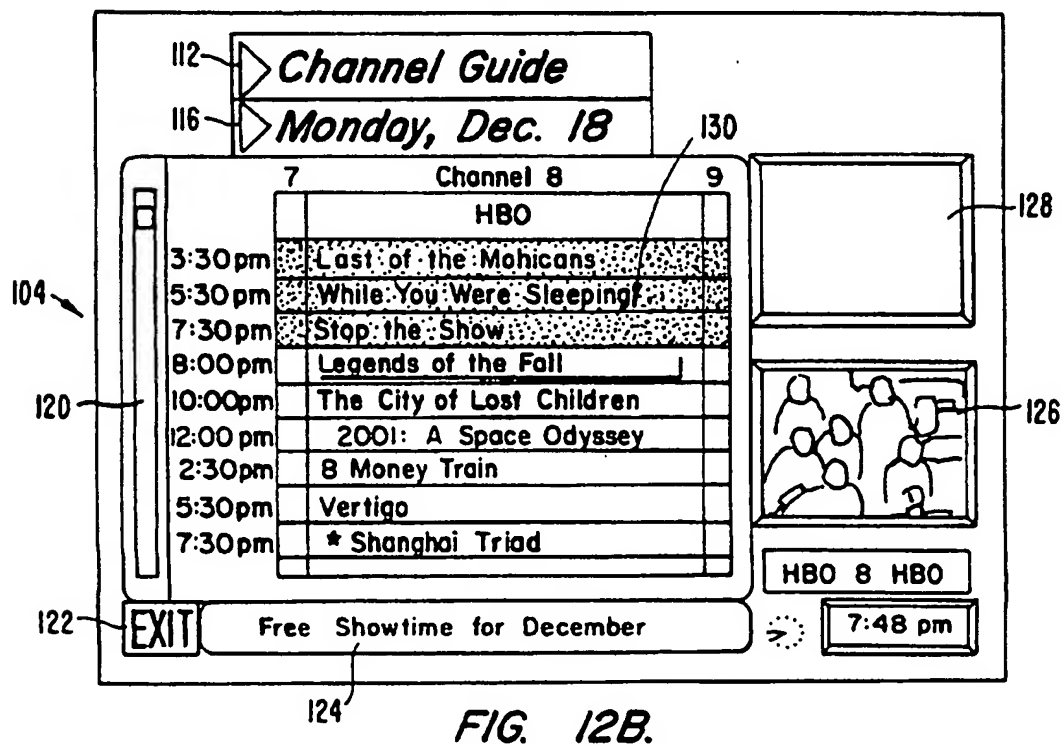 112 Channel Guide
116 Monday, Dec. 18
130
7 Channel 8 9
HBO
128
3:30pm Last of the Mohicans
104
5:30pm While You Were Sleeping
7:30pm Stop the Show
8:00pm Legends of the Fall
120
10:00pm The City of Lost Children
126
12:00 pm 2001: A Space Odyssey
2:30pm 8 Money Train
5:30pm Vertigo
7:30pm * Shanghai Triad
HBO 8 HBO
122 EXIT Free Showtime for December 7:48 pm
124
FIG. 12B.